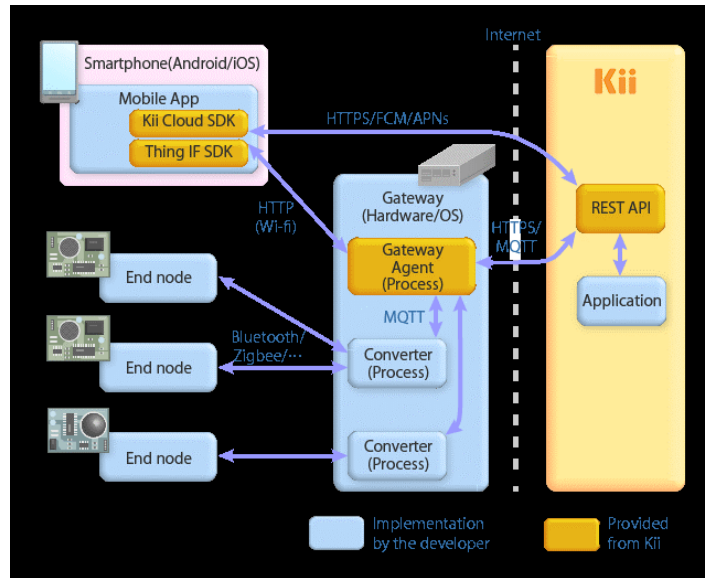 Internet
Smartphone(Android/iOS)
Mobile App
Kii Cloud SDK
Thing IF SDK
HTTPS/FCM/APNs
Kii
Gateway
(Hardware/OS)
HTTP
(Wi-fi)
REST API
HTTPS/
MQTT
Gateway
Agent
(Process)
End node
Application
MQTT
Bluetooth/
Zigbee/···
End node
Converter
(Process)
End node
Converter
(Process)
Implementation
by the developer
Provided
from Kii